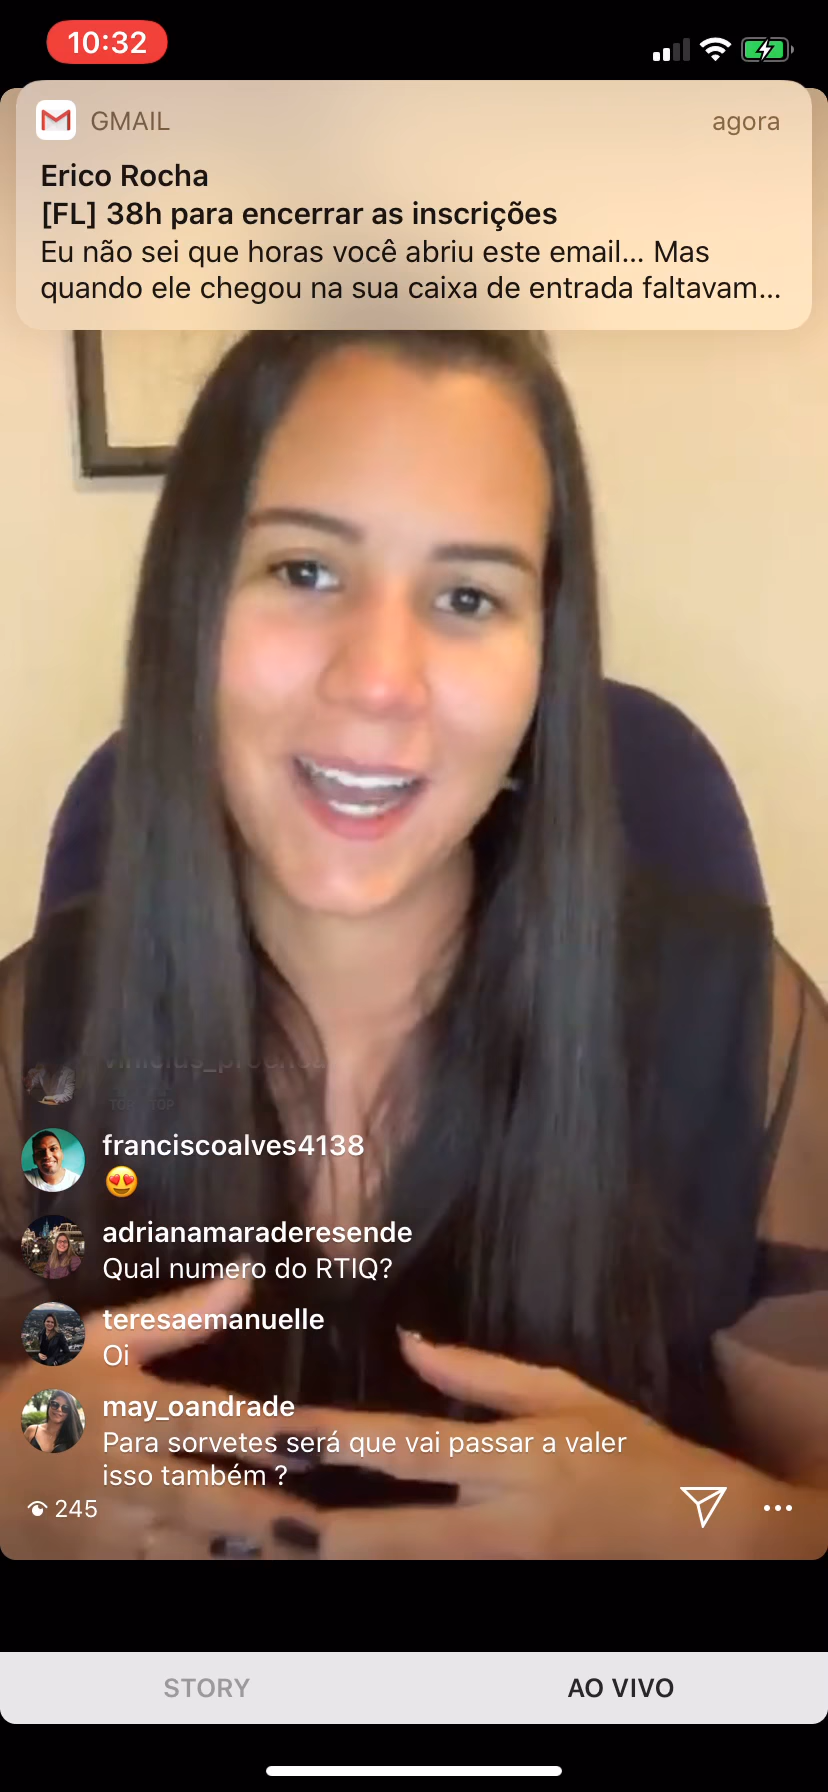 10:32
GMAIL
agora
Erico Rocha
[FL] 38h para encerrar as inscrições
Eu não sei que horas você abriu este email... Mas
quando ele chegou na sua caixa de entrada faltavam...
TOP TOP
franciscoalves4138
😍
adrianamaraderesende
Qual numero do RTIQ?
teresaemanuelle
Oi
may_oandrade
Para sorvetes será que vai passar a valer
isso também ?
245
STORY
AO VIVO